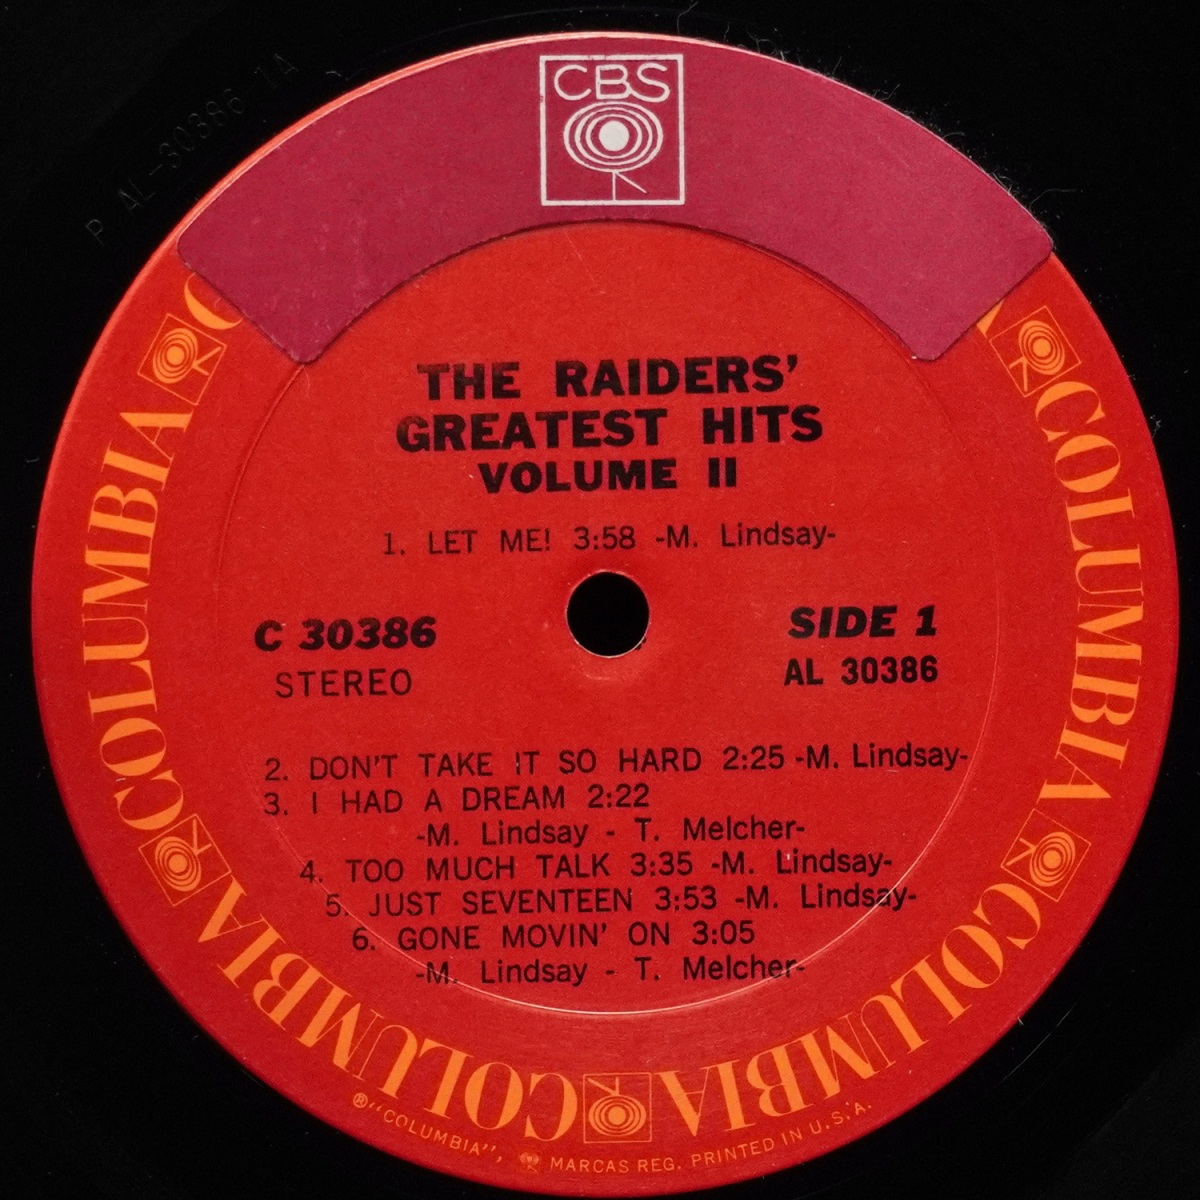 P AL-30386-1A
CBS
THE RAIDERS'
GREATEST HITS
VOLUME II
1. LET ME! 3:58 -M. Lindsay-
C 30386
SIDE 1
STEREO
AL 30386
2. DON'T TAKE IT SO HARD 2:25 -M. Lindsay-
3. I HAD A DREAM 2:22
-M. Lindsay - T. Melcher-
4. TOO MUCH TALK 3:35 -M. Lindsay-
5. JUST SEVENTEEN 3:53 -M. Lindsay-
6. GONE MOVIN' ON 3:05
-M. Lindsay - T. Melcher-
COLUMBIA
COLUMBIA
COLUMBIA
COLUMBIA
COLUMBIA
®"COLUMBIA", MARCAS REG. PRINTED IN U.S.A.